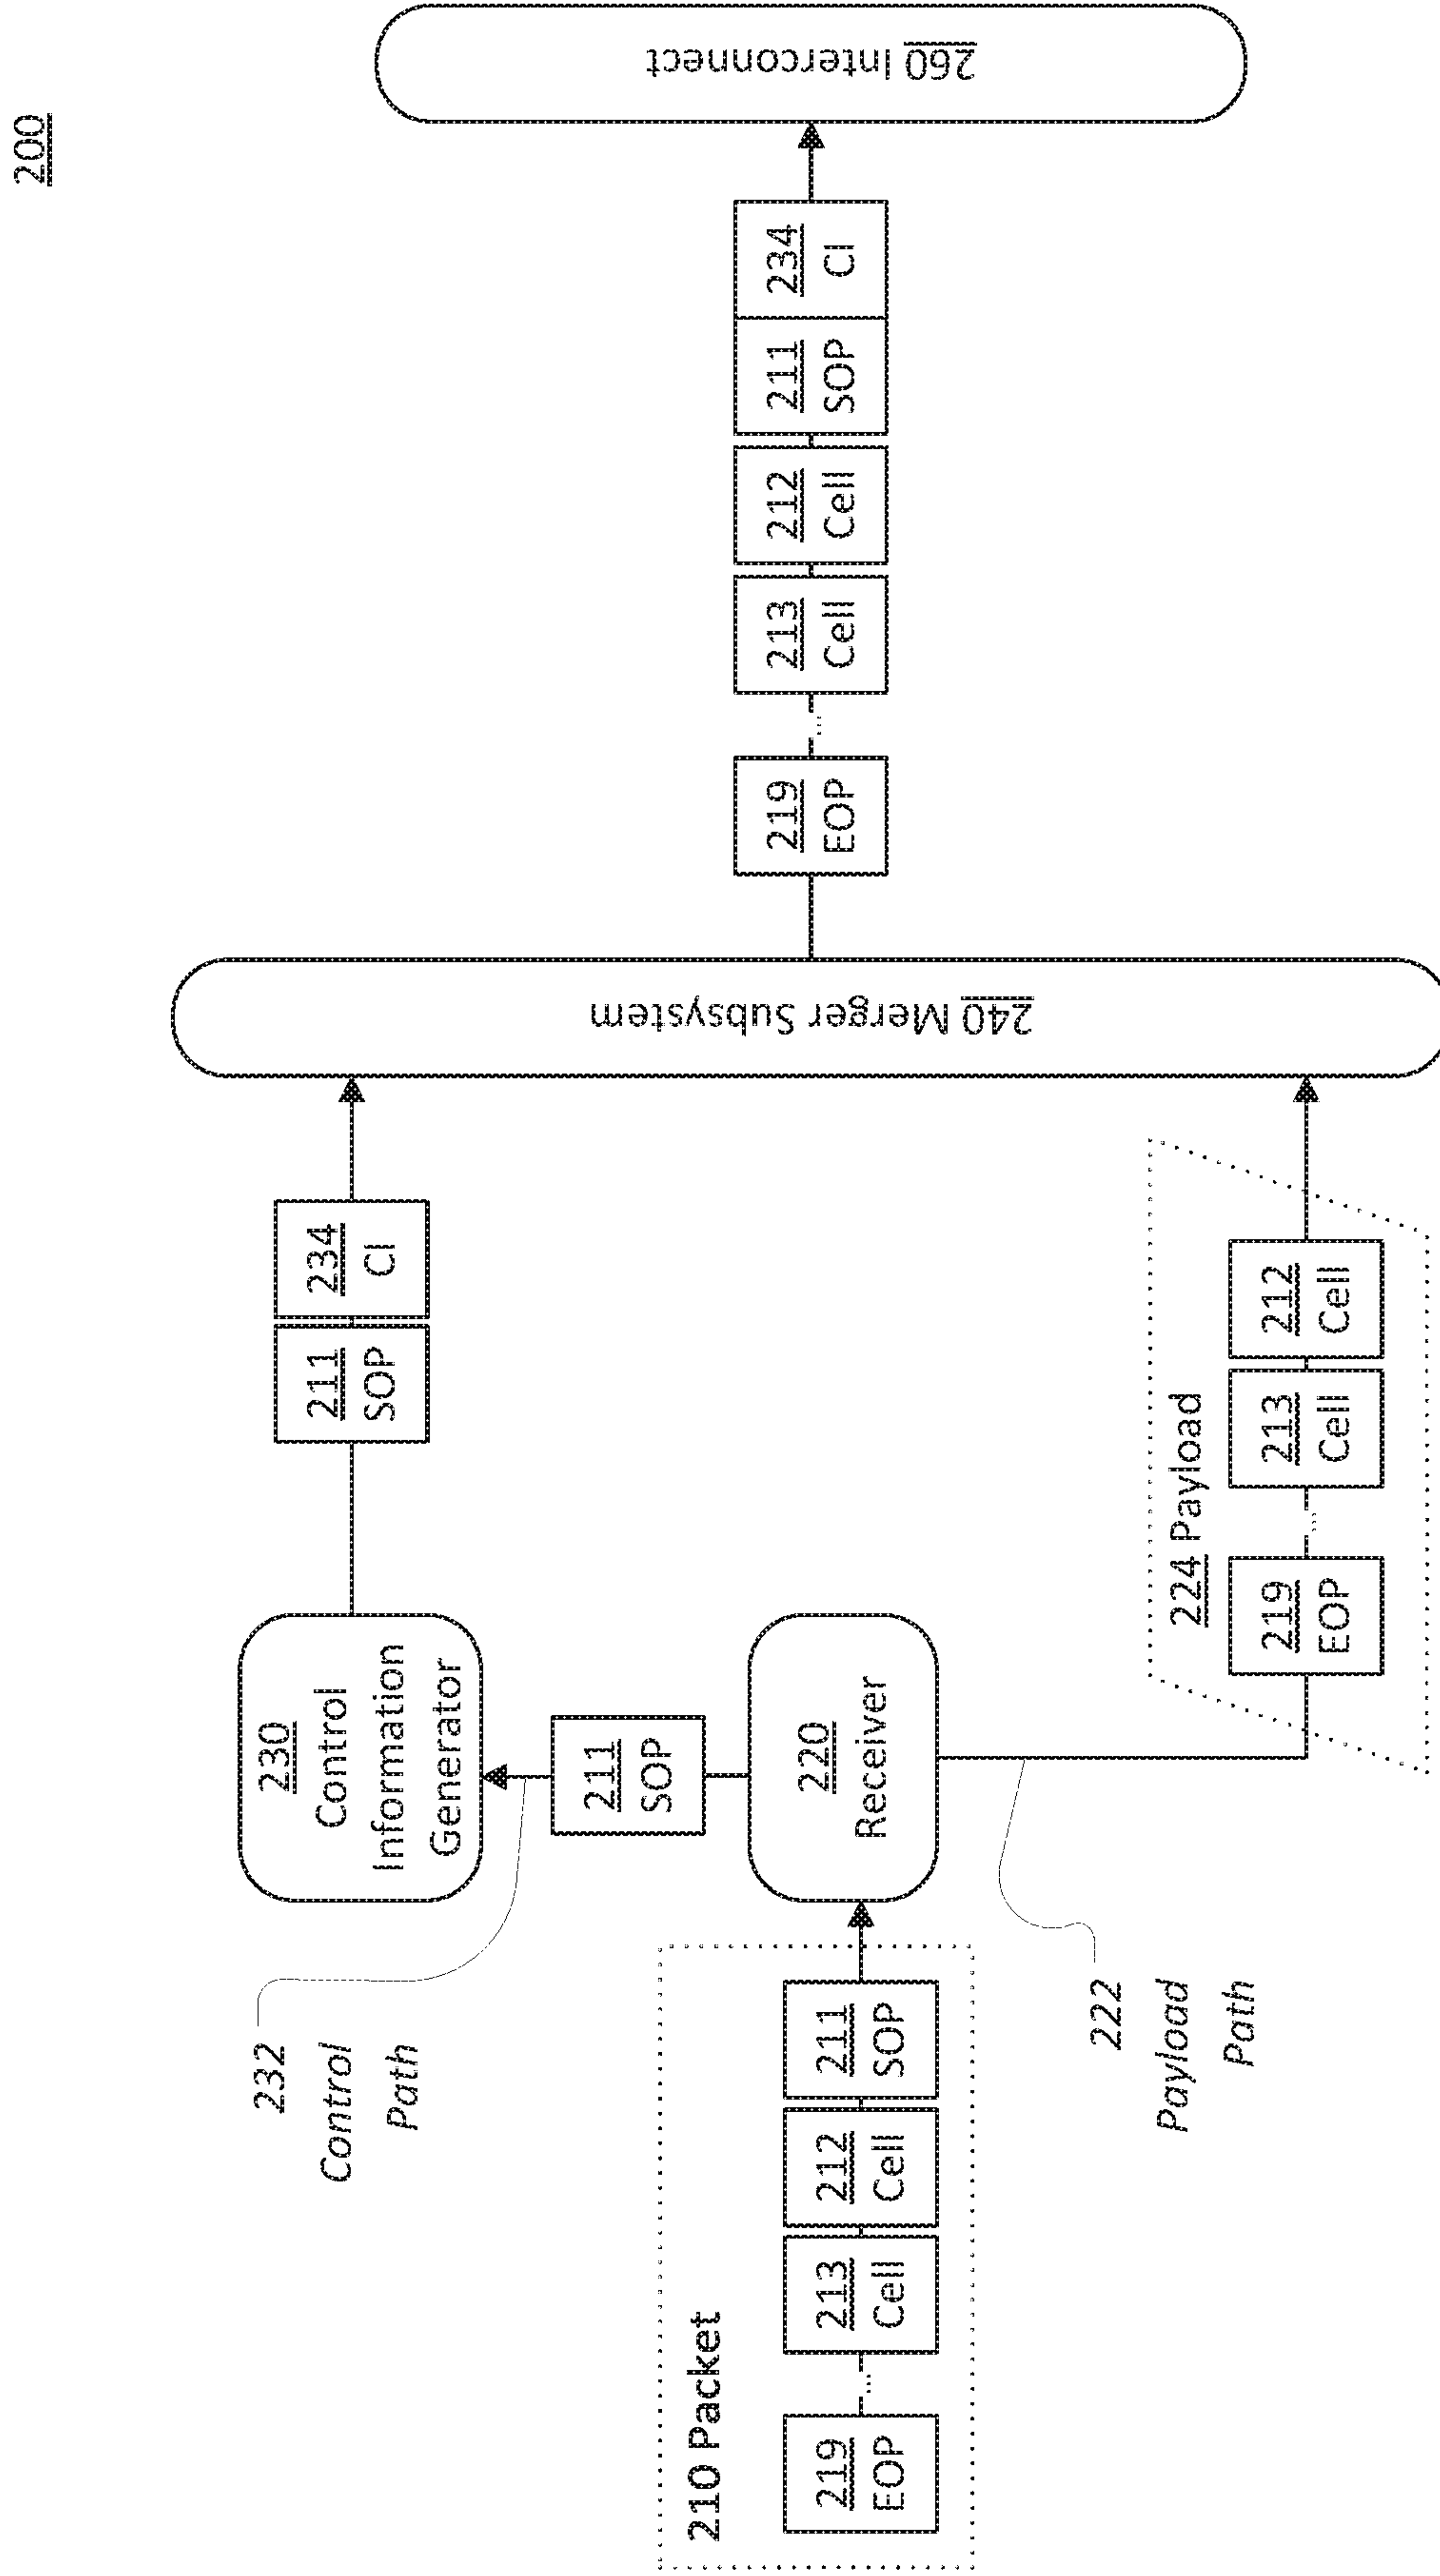 200
232
Control
Path
230
Control
Information
Generator
211
SOP
234
CI
210 Packet
219
EOP
213
Cell
212
Cell
211
SOP
211
SOP
220
Receiver
222
Payload
Path
224 Payload
219
EOP
213
Cell
212
Cell
240 Merger Subsystem
219
EOP
213
Cell
212
Cell
211
SOP
234
CI
260 Interconnect
...
...
...